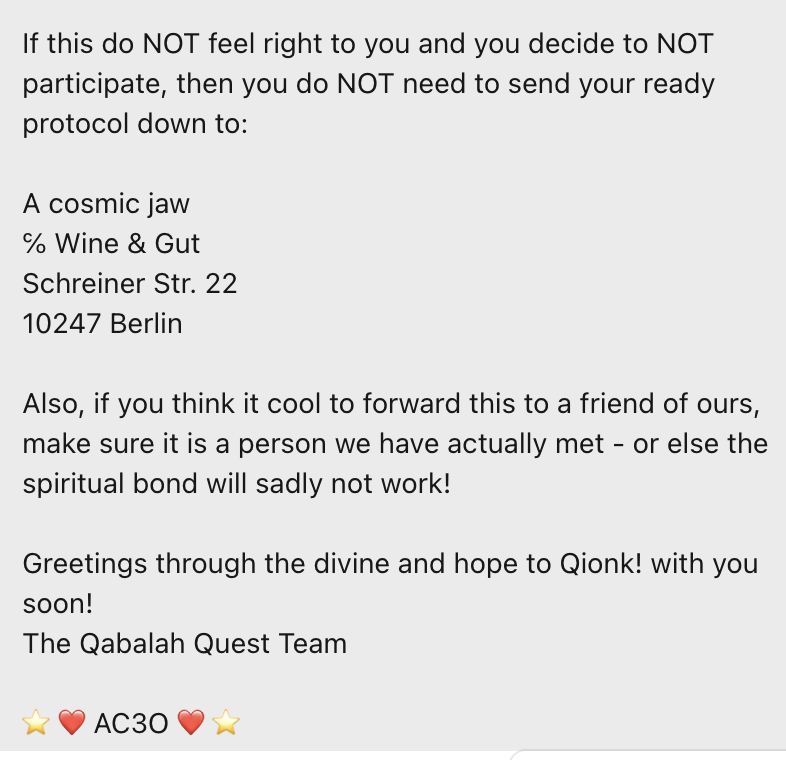 If this do NOT feel right to you and you decide to NOT
participate, then you do NOT need to send your ready
protocol down to:
A cosmic jaw
℅ Wine & Gut
Schreiner Str. 22
10247 Berlin
Also, if you think it cool to forward this to a friend of ours,
make sure it is a person we have actually met - or else the
spiritual bond will sadly not work!
Greetings through the divine and hope to Qionk! with you
soon!
The Qabalah Quest Team
⭐️ ❤️ AC3O ❤️ ⭐️